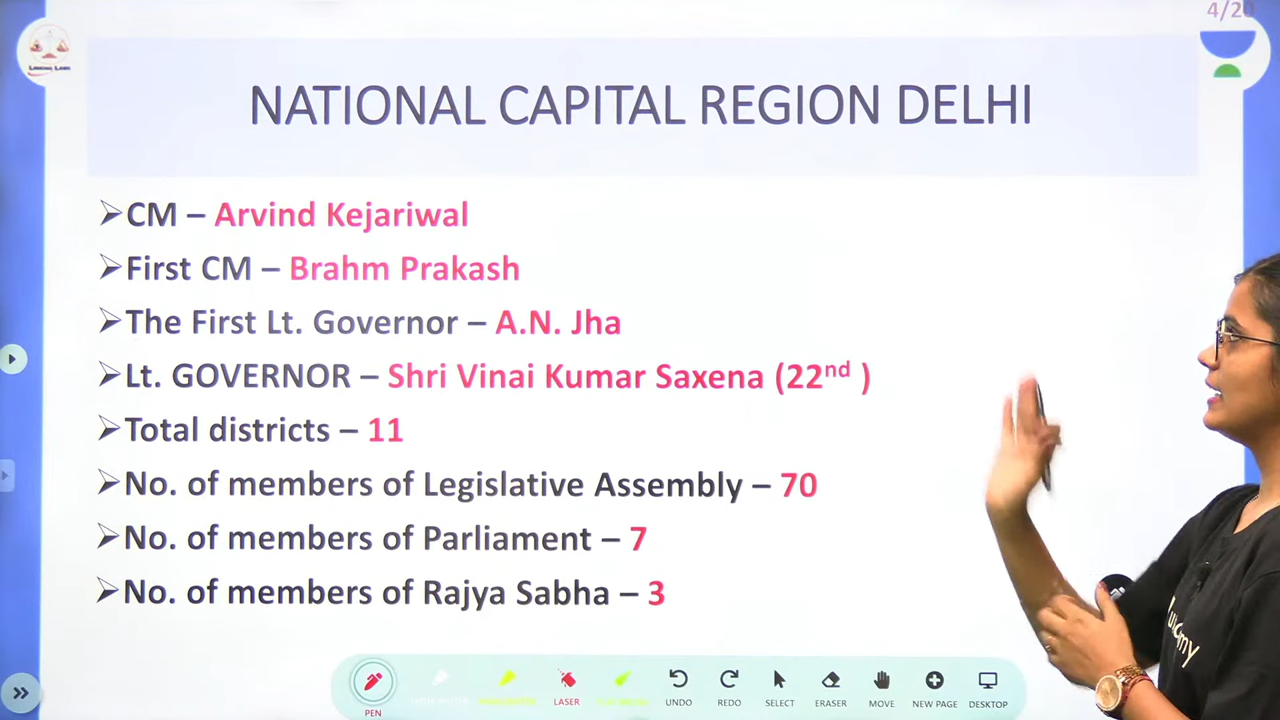 4/20
NATIONAL CAPITAL REGION DELHI
➢CM – Arvind Kejariwal
➢First CM – Brahm Prakash
➢The First Lt. Governor – A.N. Jha
➢Lt. GOVERNOR – Shri Vinai Kumar Saxena (22nd )
➢Total districts – 11
➢No. of members of Legislative Assembly – 70
➢No. of members of Parliament – 7
➢No. of members of Rajya Sabha – 3
PEN LASER UNDO REDO SELECT ERASER MOVE NEW PAGE DESKTOP